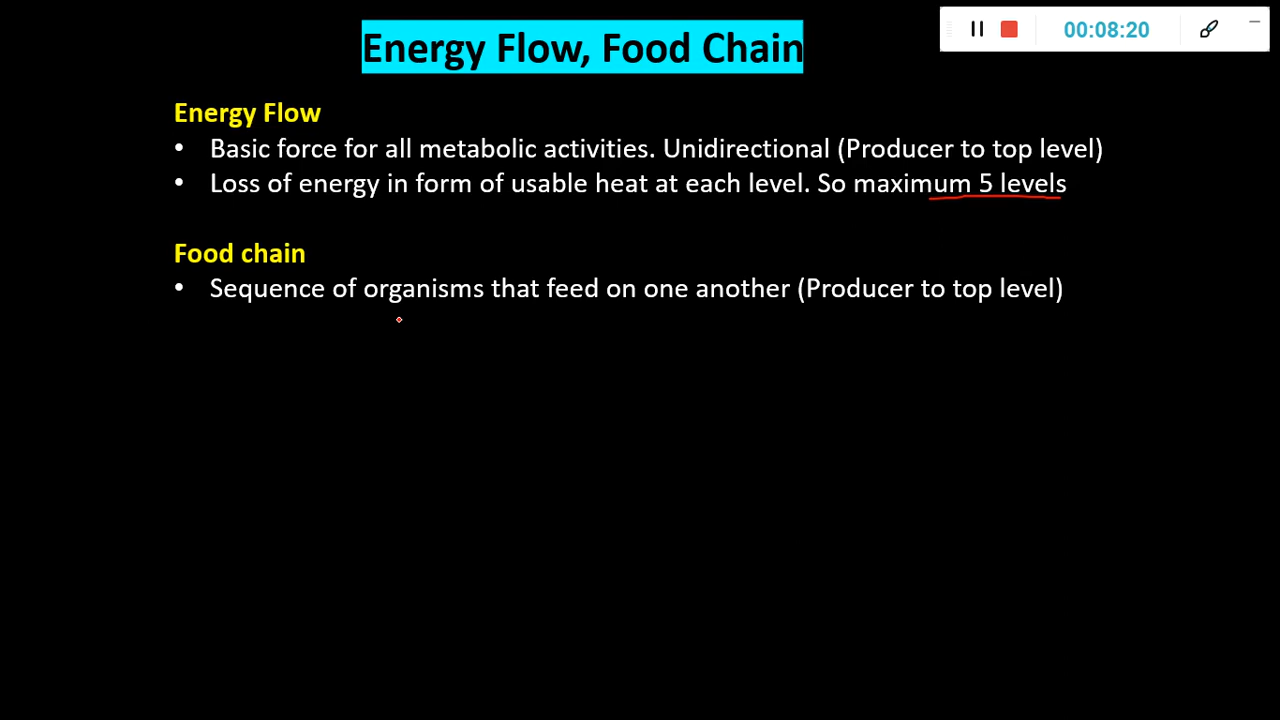 Energy Flow, Food Chain
00:08:20
Energy Flow
• Basic force for all metabolic activities. Unidirectional (Producer to top level)
• Loss of energy in form of usable heat at each level. So maximum 5 levels
Food chain
• Sequence of organisms that feed on one another (Producer to top level)